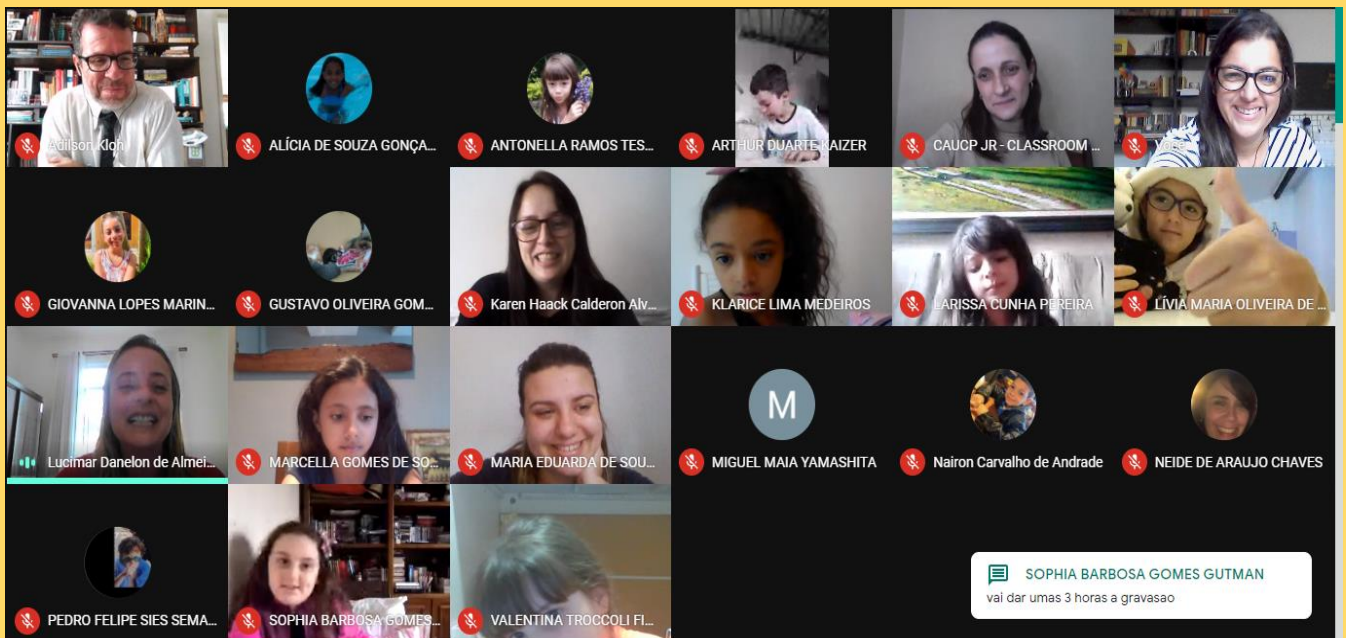 Adilson Kloh
ALÍCIA DE SOUZA GONÇA...
ANTONELLA RAMOS TES...
ARTHUR DUARTE KAIZER
CAUCP JR - CLASSROOM ...
Você
GIOVANNA LOPES MARIN...
GUSTAVO OLIVEIRA GOM...
Karen Haack Calderon Alv...
KLARICE LIMA MEDEIROS
LARISSA CUNHA PEREIRA
LÍVIA MARIA OLIVEIRA DE ...
Lucimar Danelon de Almei...
MARCELLA GOMES DE SO...
MARIA EDUARDA DE SOU...
M
MIGUEL MAIA YAMASHITA
Nairon Carvalho de Andrade
NEIDE DE ARAUJO CHAVES
PEDRO FELIPE SIES SEMA...
SOPHIA BARBOSA GOMES...
VALENTINA TROCCOLI FI...
SOPHIA BARBOSA GOMES GUTMAN
vai dar umas 3 horas a gravasao